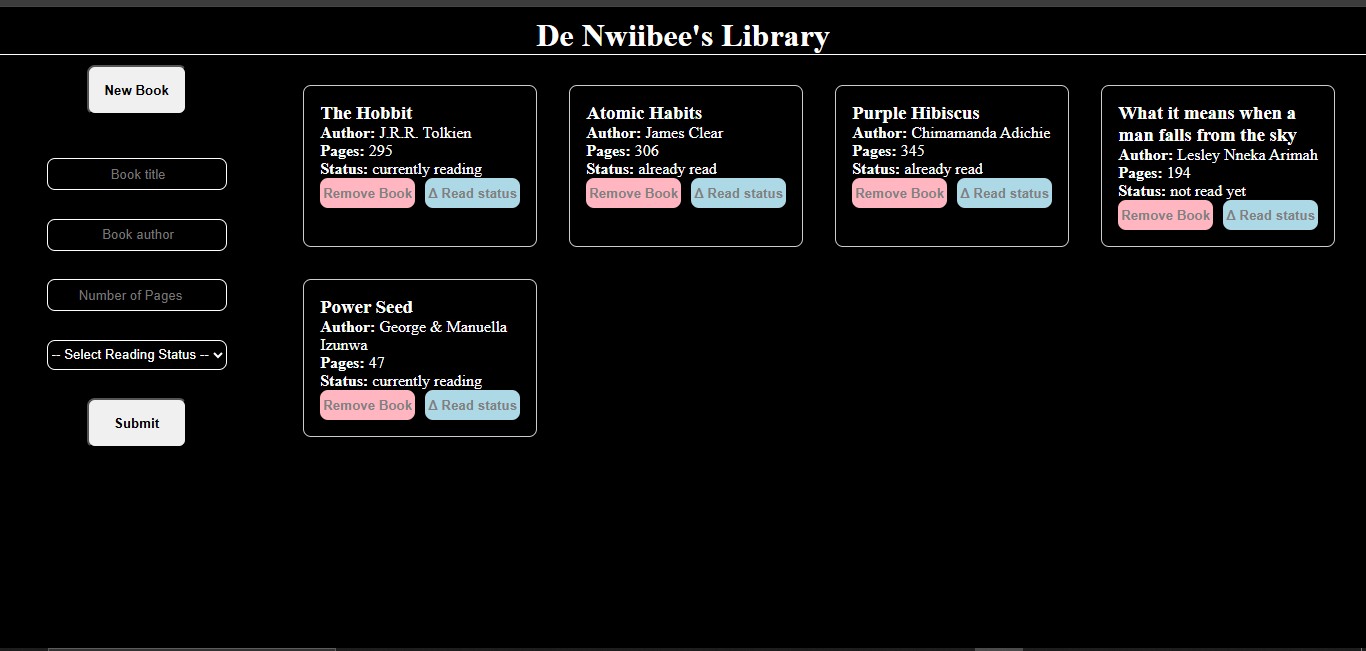 De Nwiibee's Library
New Book
Book title
Book author
Number of Pages
-- Select Reading Status --
Submit
The Hobbit
Author: J.R.R. Tolkien
Pages: 295
Status: currently reading
Remove Book Δ Read status
Atomic Habits
Author: James Clear
Pages: 306
Status: already read
Remove Book Δ Read status
Purple Hibiscus
Author: Chimamanda Adichie
Pages: 345
Status: already read
Remove Book Δ Read status
What it means when a
man falls from the sky
Author: Lesley Nneka Arimah
Pages: 194
Status: not read yet
Remove Book Δ Read status
Power Seed
Author: George & Manuella
Izunwa
Pages: 47
Status: currently reading
Remove Book Δ Read status